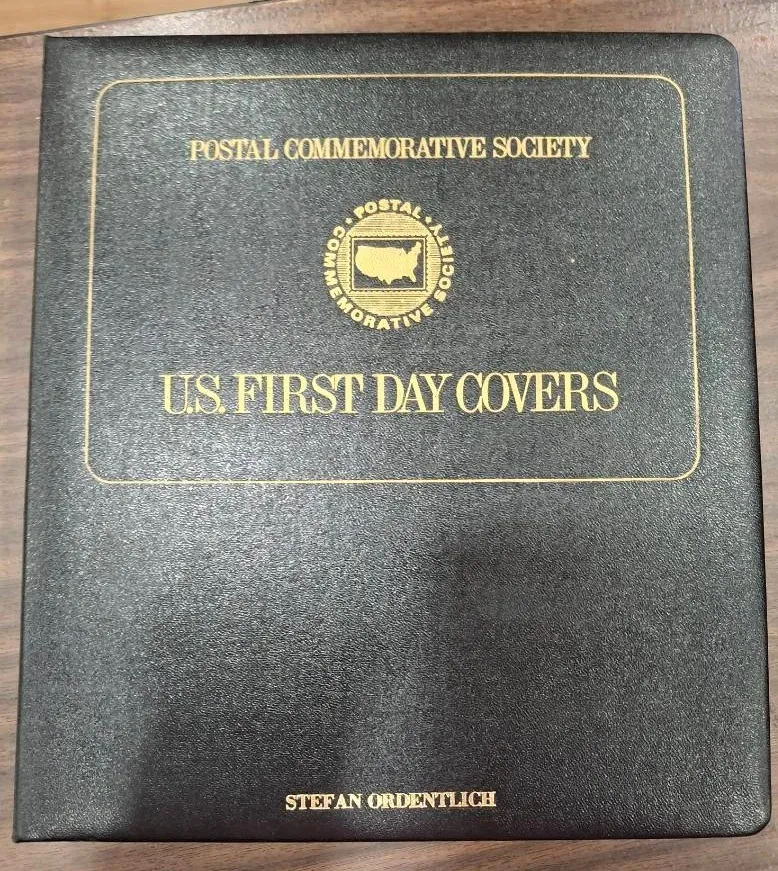 POSTAL COMMEMORATIVE SOCIETY
• POSTAL •
COMMEMORATIVE SOCIETY
U.S. FIRST DAY COVERS
STEFAN ORDENTLICH